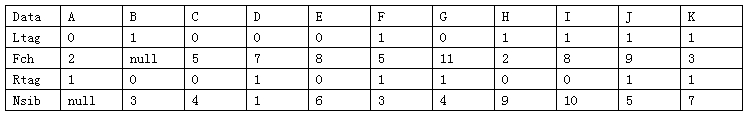 Data A B C D E F G H I J K
Ltag 0 1 0 0 0 1 0 1 1 1 1
Fch 2 null 5 7 8 5 11 2 8 9 3
Rtag 1 0 0 1 0 1 1 0 0 1 1
Nsib null 3 4 1 6 3 4 9 10 5 7